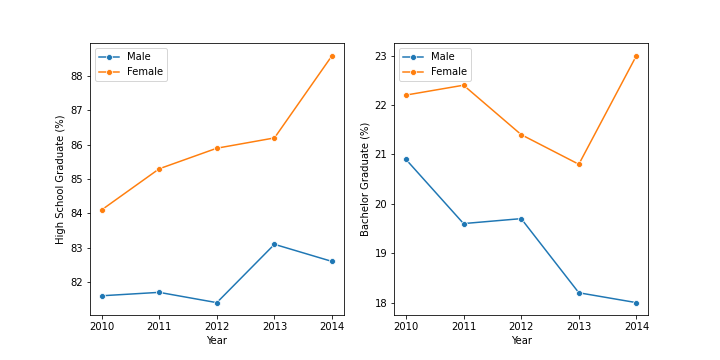 Male
Female
88
87
86
85
84
83
82
High School Graduate (%)
2010 2011 2012 2013 2014
Year
Male
Female
23
22
21
20
19
18
Bachelor Graduate (%)
2010 2011 2012 2013 2014
Year